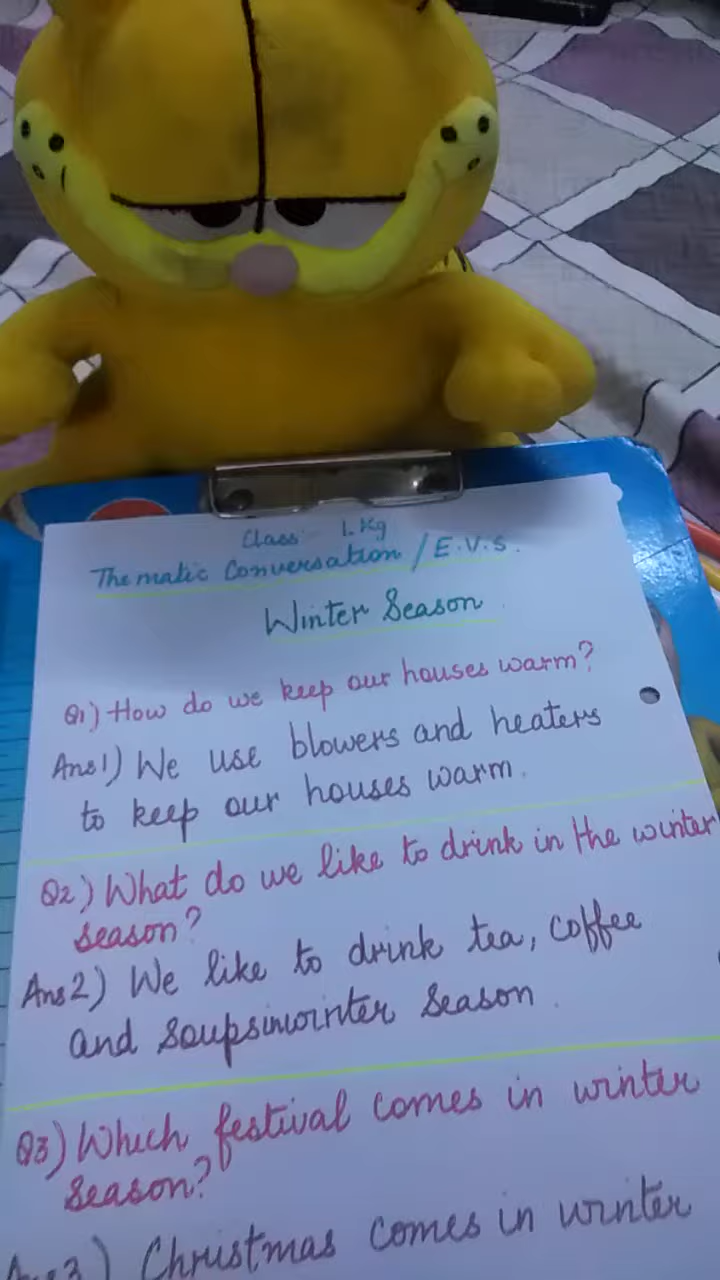 Class L.Kg
Thematic Conversation / E.V.S.
Winter Season
Q1) How do we keep our houses warm?
Ans1) We use blowers and heaters
to keep our houses warm.
Q2) What do we like to drink in the winter
season?
Ans2) We like to drink tea, coffee
and soups in winter season.
Q3) Which festival comes in winter
season?
Ans3) Christmas comes in winter